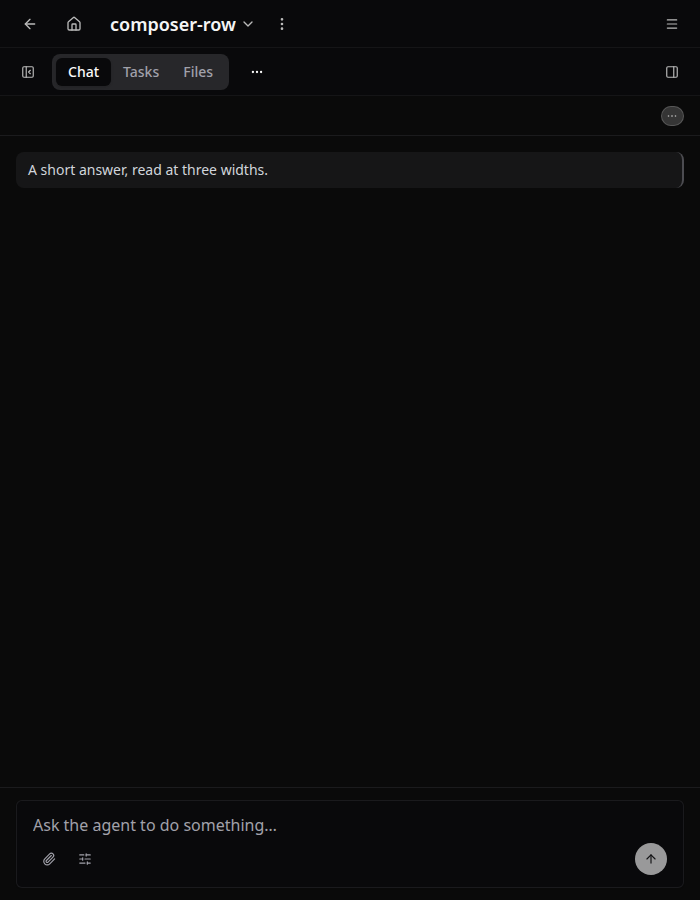 composer-row
Chat Tasks Files
A short answer, read at three widths.
Ask the agent to do something...